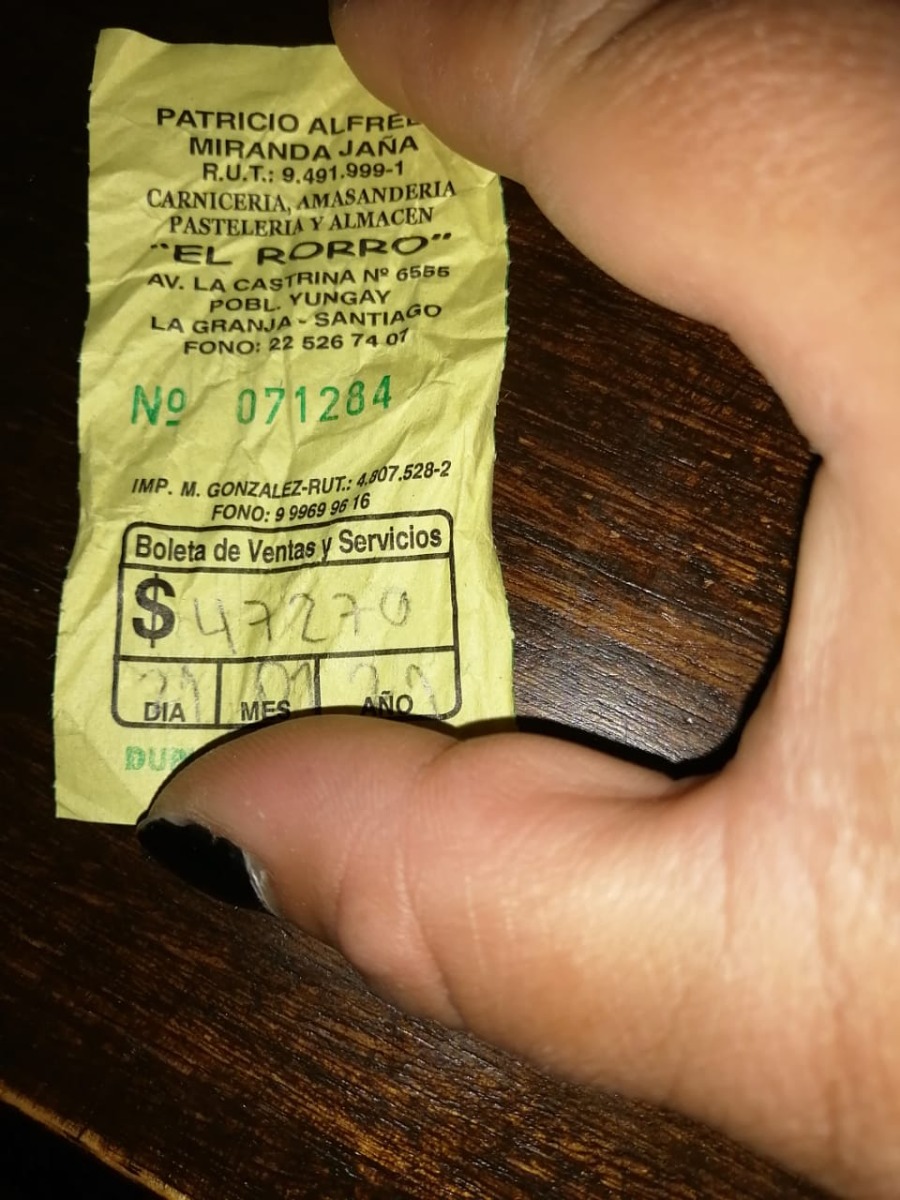 PATRICIO ALFRED
MIRANDA JAÑA
R.U.T.: 9.491.999-1
CARNICERIA, AMASANDERIA
PASTELERIA Y ALMACEN
"EL RORRO"
AV. LA CASTRINA Nº 6555
POBL. YUNGAY
LA GRANJA - SANTIAGO
FONO: 22 526 74 07
Nº 071284
IMP. M. GONZALEZ-RUT.: 4.807.528-2
FONO: 9 9969 96 16
Boleta de Ventas y Servicios
$ 47270
DIA MES AÑO